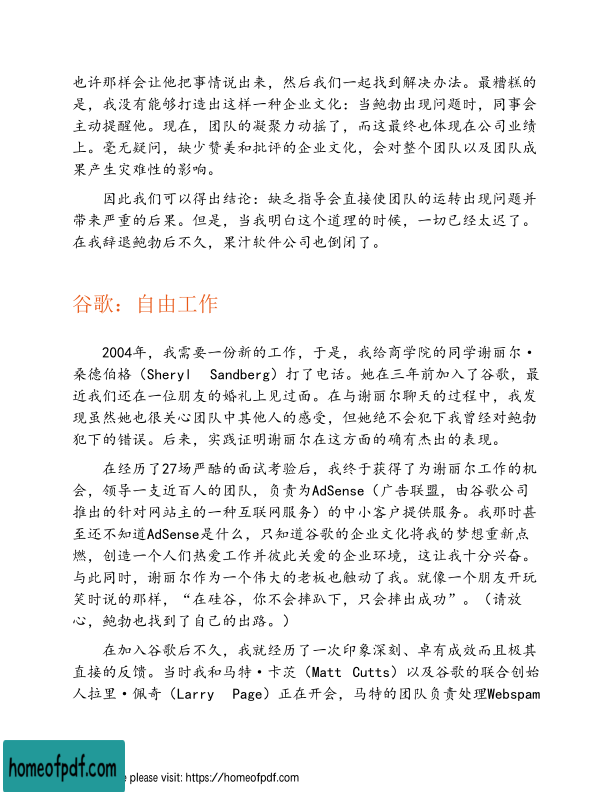 也许那样会让他把事情说出来，然后我们一起找到解决办法。最糟糕的
是，我没有能够打造出这样一种企业文化：当鲍勃出现问题时，同事会
主动提醒他。现在，团队的凝聚力动摇了，而这最终也体现在公司业绩
上。毫无疑问，缺少赞美和批评的企业文化，会对整个团队以及团队成
果产生灾难性的影响。
因此我们可以得出结论：缺乏指导会直接使团队的运转出现问题并
带来严重的后果。但是，当我明白这个道理的时候，一切已经太迟了。
在我辞退鲍勃后不久，果汁软件公司也倒闭了。
谷歌：自由工作
2004年，我需要一份新的工作，于是，我给商学院的同学谢丽尔·
桑德伯格（Sheryl Sandberg）打了电话。她在三年前加入了谷歌，最
近我们还在一位朋友的婚礼上见过面。在与谢丽尔聊天的过程中，我发
现虽然她也很关心团队中其他人的感受，但她绝不会犯下我曾经对鲍勃
犯下的错误。后来，实践证明谢丽尔在这方面的确有杰出的表现。
在经历了27场严酷的面试考验后，我终于获得了为谢丽尔工作的机
会，领导一支近百人的团队，负责为AdSense（广告联盟，由谷歌公司
推出的针对网站主的一种互联网服务）的中小客户提供服务。我那时甚
至还不知道AdSense是什么，只知道谷歌的企业文化将我的梦想重新点
燃，创造一个人们热爱工作并彼此关爱的企业环境，这让我十分兴奋。
与此同时，谢丽尔作为一个伟大的老板也触动了我。就像一个朋友开玩
笑时说的那样，“在硅谷，你不会摔趴下，只会摔出成功”。（请放
心，鲍勃也找到了自己的出路。）
在加入谷歌后不久，我就经历了一次印象深刻、卓有成效而且极其
直接的反馈。当时我和马特·卡茨（Matt Cutts）以及谷歌的联合创始
人拉里·佩奇（Larry Page）正在开会，马特的团队负责处理Webspam
homeofpdf.com
please visit: https://homeofpdf.com